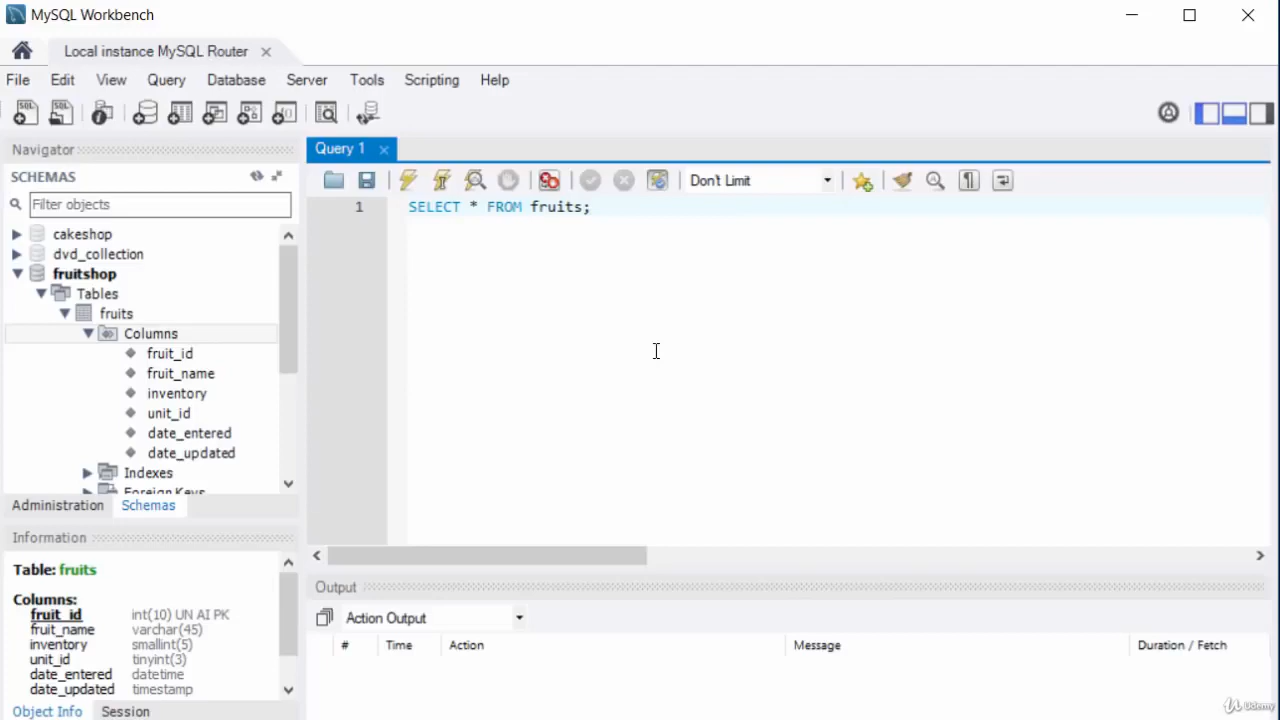 MySQL Workbench
Local instance MySQL Router
File Edit View Query Database Server Tools Scripting Help
Navigator
SCHEMAS
Filter objects
cakeshop
dvd_collection
fruitshop
Tables
fruits
Columns
fruit_id
fruit_name
inventory
unit_id
date_entered
date_updated
Indexes
Foreign Keys
Administration Schemas
Information
Table: fruits
Columns:
fruit_id int(10) UN AI PK
fruit_name varchar(45)
inventory smallint(5)
unit_id tinyint(3)
date_entered datetime
date_updated timestamp
Object Info Session
Query 1
Don't Limit
1 SELECT * FROM fruits;
Output
Action Output
# Time Action Message Duration / Fetch
Udemy